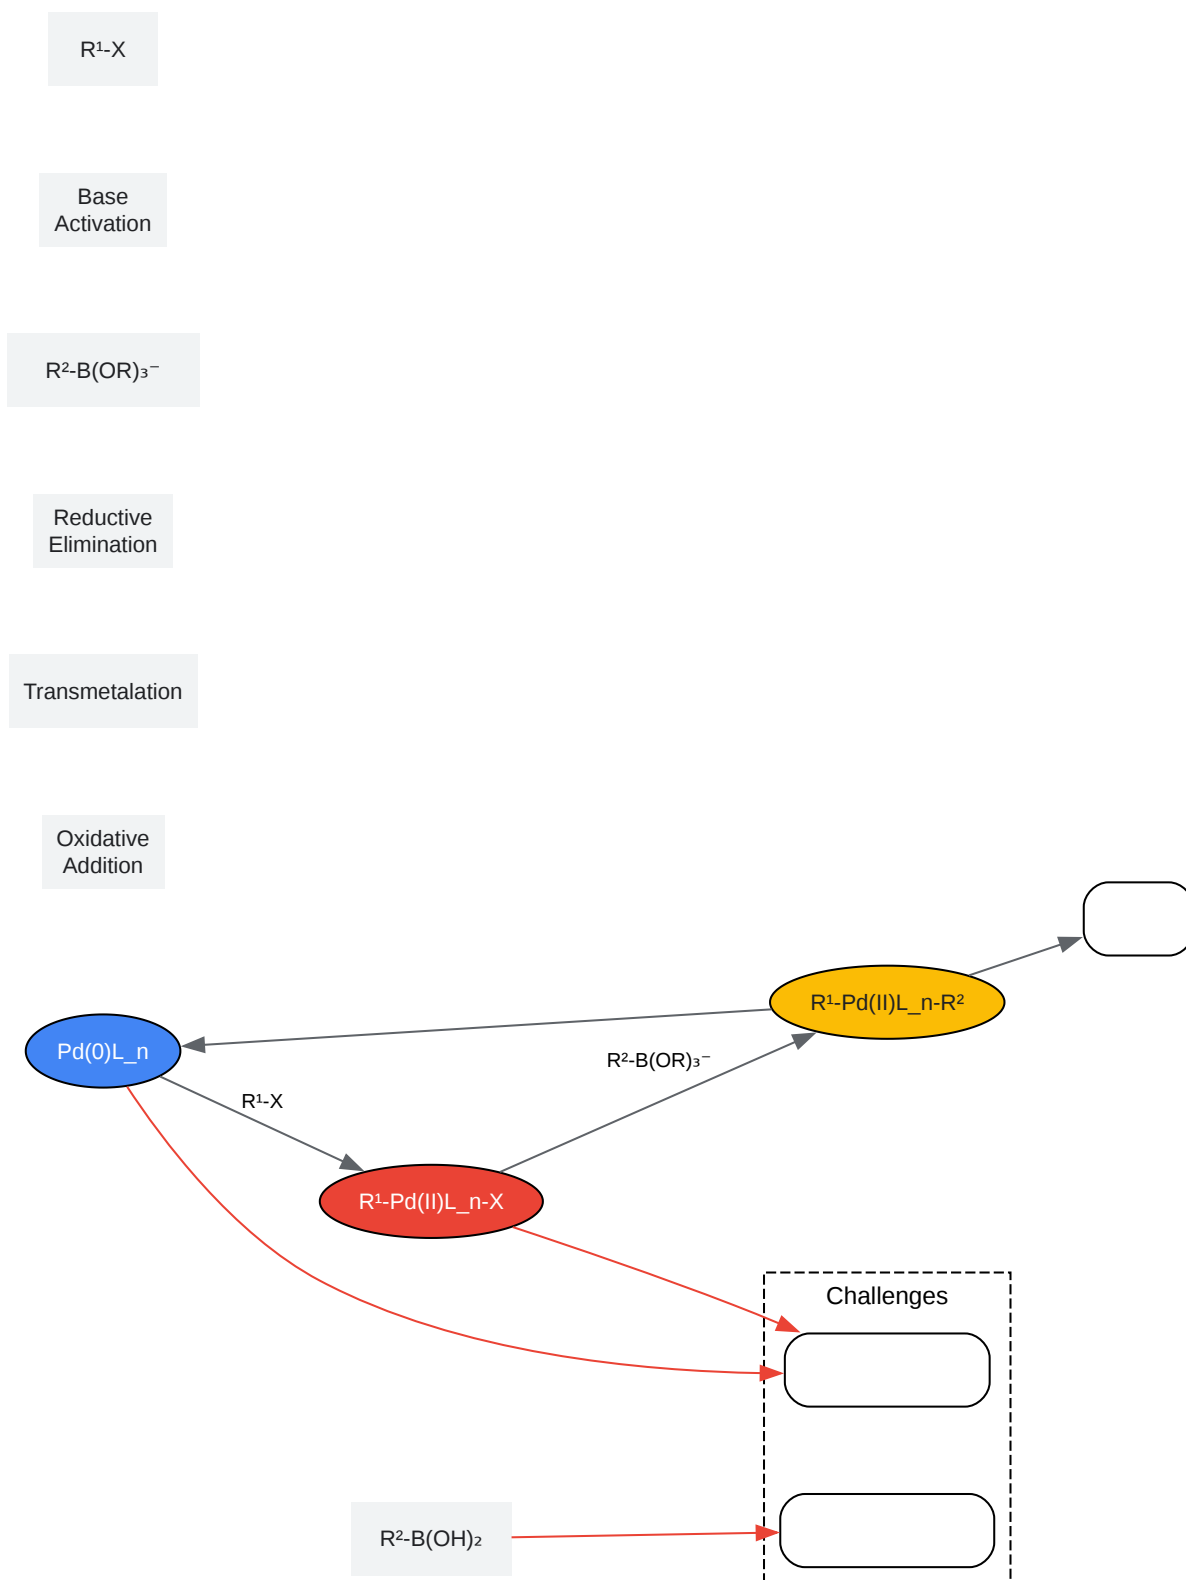 R¹-X
Base
Activation
R²-B(OR)₃⁻
Reductive
Elimination
Transmetalation
Oxidative
Addition
R¹-Pd(II)L_n-R²
Pd(0)L_n
R²-B(OR)₃⁻
R¹-X
R¹-Pd(II)L_n-X
Challenges
R²-B(OH)₂